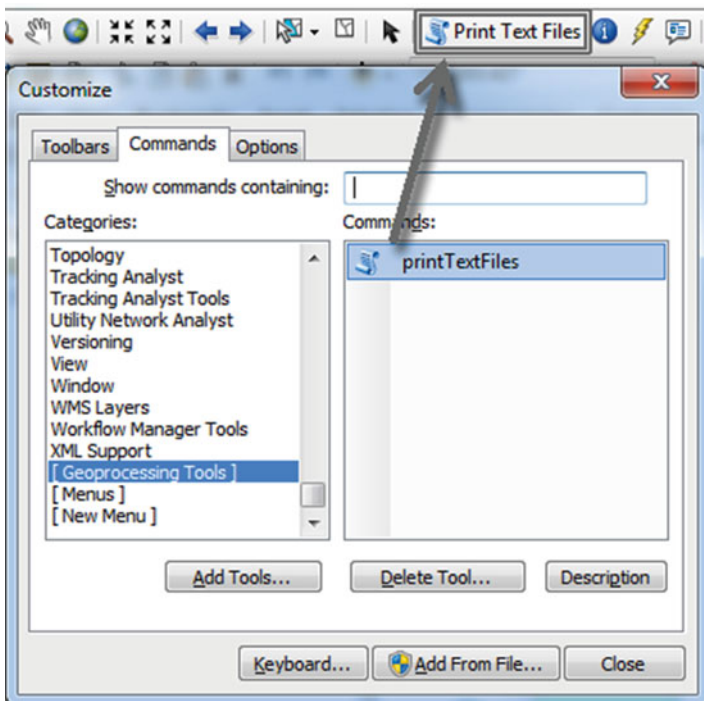 Print Text Files
Customize
Toolbars Commands Options
Show commands containing:
Categories:
Commands:
Topology
Tracking Analyst
Tracking Analyst Tools
Utility Network Analyst
Versioning
View
Window
WMS Layers
Workflow Manager Tools
XML Support
[ Geoprocessing Tools ]
[ Menus ]
[ New Menu ]
printTextFiles
Add Tools...
Delete Tool...
Description
Keyboard...
Add From File...
Close